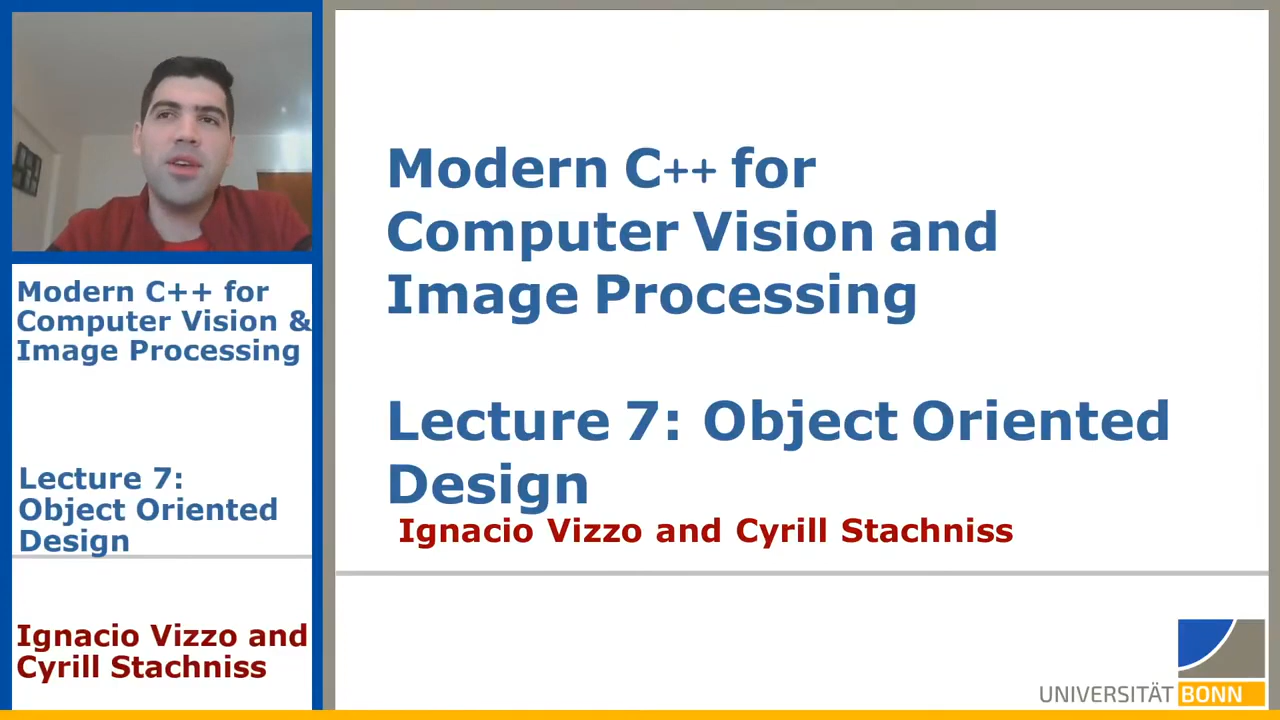 Modern C++ for
Computer Vision &
Image Processing
Lecture 7:
Object Oriented
Design
Ignacio Vizzo and
Cyrill Stachniss
Modern C++ for
Computer Vision and
Image Processing
Lecture 7: Object Oriented
Design
Ignacio Vizzo and Cyrill Stachniss
UNIVERSITÄT BONN